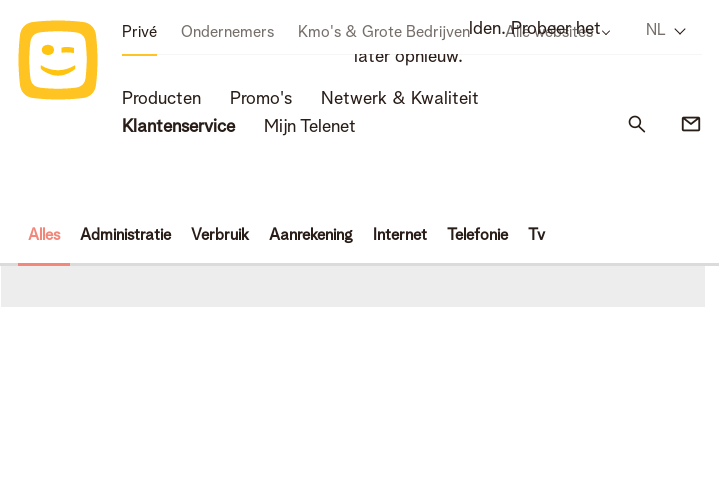 Privé Ondernemers Kmo's & Grote Bedrijven Alle websites NL
lden. Probeer het
later opnieuw.
Producten Promo's Netwerk & Kwaliteit
Klantenservice Mijn Telenet
Alles Administratie Verbruik Aanrekening Internet Telefonie Tv